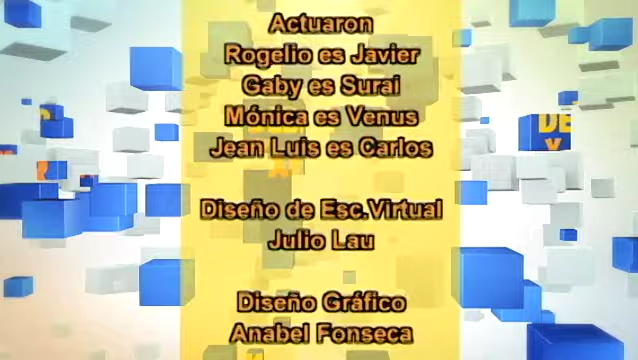 Actuaron
Rogelio es Javier
Gaby es Surai
Mónica es Venus
Jean Luis es Carlos
Diseño de Esc.Virtual
Julio Lau
Diseño Gráfico
Anabel Fonseca
DE
Y